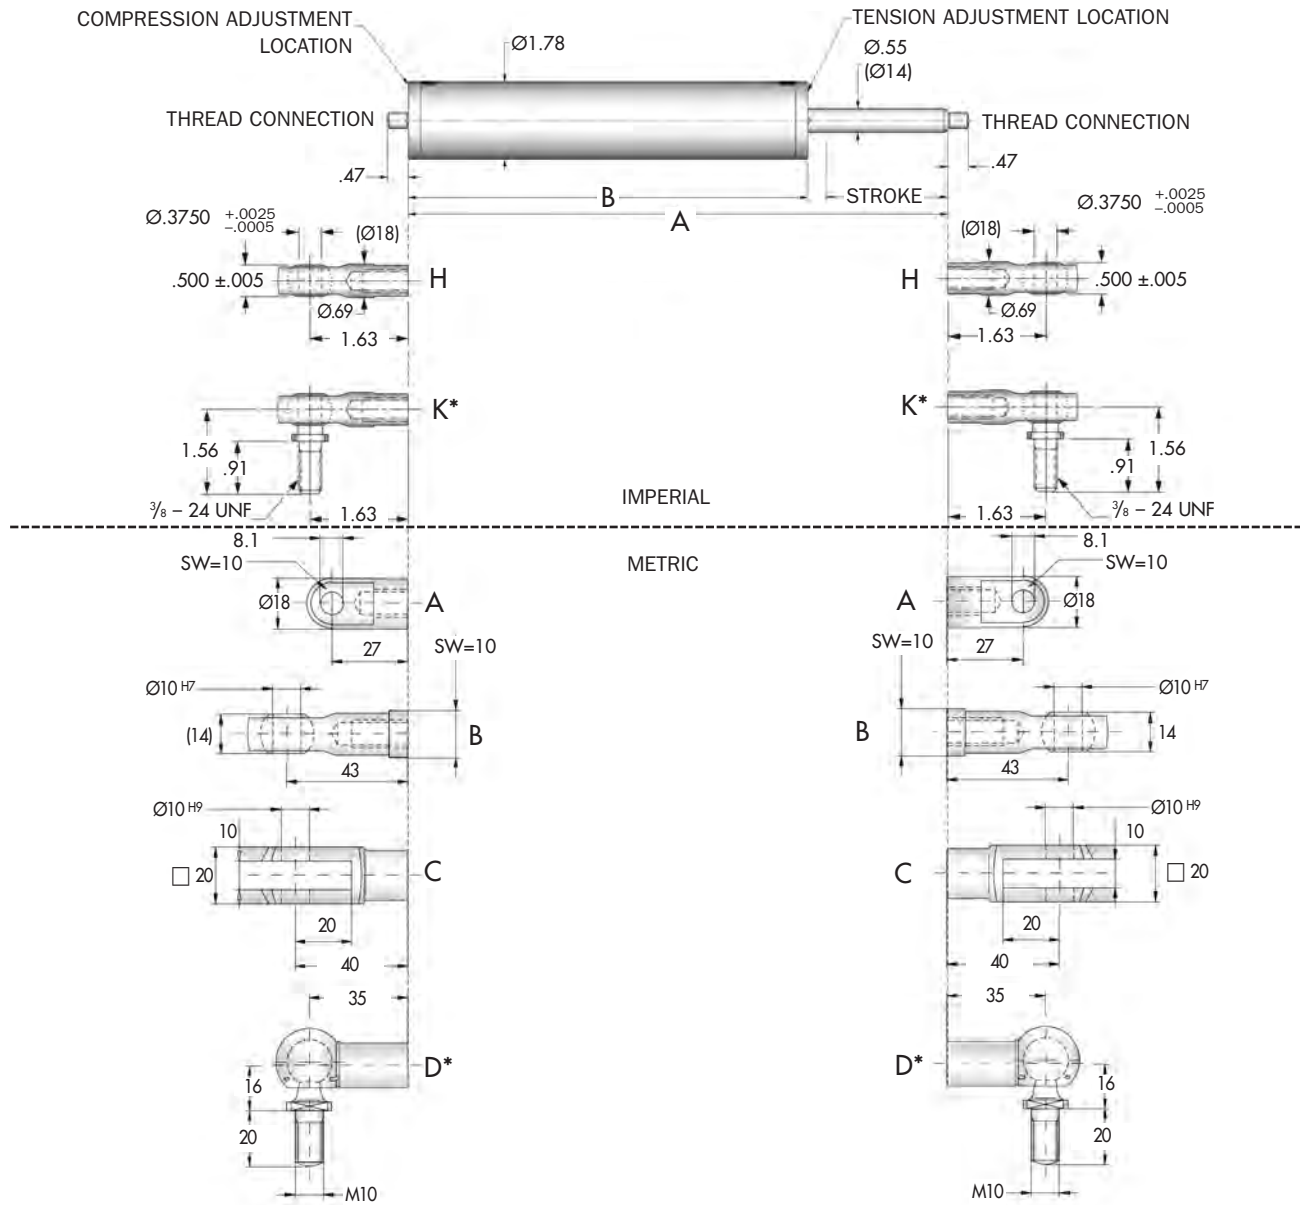 COMPRESSION ADJUSTMENT
LOCATION
TENSION ADJUSTMENT LOCATION
Ø1.78
Ø.55
(Ø14)
THREAD CONNECTION
THREAD CONNECTION
.47
.47
B
STROKE
A
Ø.3750 +.0025
–.0005
(Ø18)
H
.500 ±.005
Ø.69
1.63
Ø.3750 +.0025
–.0005
(Ø18)
H
.500 ±.005
Ø.69
1.63
K*
1.56
.91
3/8 – 24 UNF
1.63
K*
1.56
.91
3/8 – 24 UNF
1.63
IMPERIAL
METRIC
8.1
SW=10
Ø18
A
27
8.1
SW=10
A
Ø18
27
SW=10
Ø10 H7
(14)
B
43
SW=10
Ø10 H7
B
14
43
Ø10 H9
10
□ 20
C
20
40
Ø10 H9
10
C
□ 20
20
40
35
D*
16
20
M10
35
D*
16
20
M10